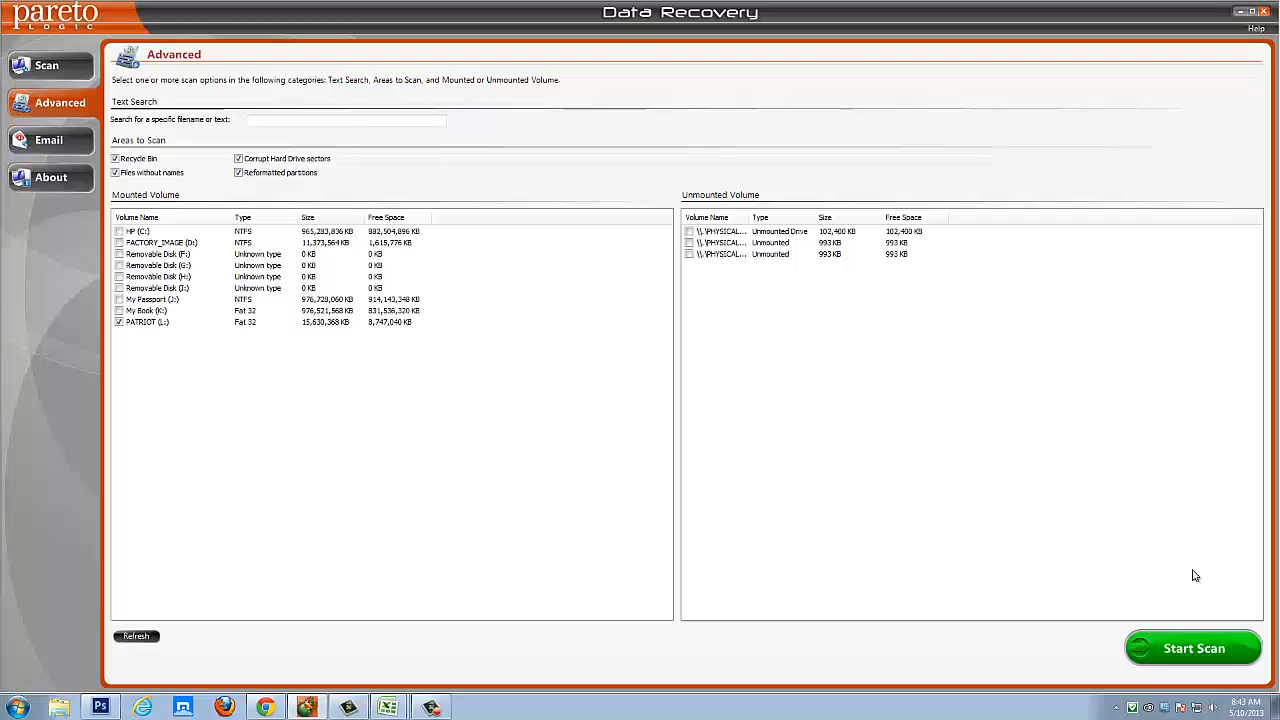 pareto
LOGIC
Data Recovery
Help
Scan
Advanced
Email
About
Advanced
Select one or more scan options in the following categories: Text Search, Areas to Scan, and Mounted or Unmounted Volume.
Text Search
Search for a specific filename or text:
Areas to Scan
Recycle Bin Corrupt Hard Drive sectors
Files without names Reformatted partitions
Mounted Volume
Volume Name Type Size Free Space
HP (C:) NTFS 965,283,836 KB 882,504,896 KB
FACTORY_IMAGE (D:) NTFS 11,373,564 KB 1,615,776 KB
Removable Disk (F:) Unknown type 0 KB 0 KB
Removable Disk (G:) Unknown type 0 KB 0 KB
Removable Disk (H:) Unknown type 0 KB 0 KB
Removable Disk (I:) Unknown type 0 KB 0 KB
My Passport (J:) NTFS 976,728,060 KB 914,143,348 KB
My Book (K:) Fat 32 976,521,568 KB 831,536,320 KB
PATRIOT (L:) Fat 32 15,630,368 KB 8,747,040 KB
Unmounted Volume
Volume Name Type Size Free Space
\\.\PHYSICAL... Unmounted Drive 102,400 KB 102,400 KB
\\.\PHYSICAL... Unmounted 993 KB 993 KB
\\.\PHYSICAL... Unmounted 993 KB 993 KB
Refresh
Start Scan
Ps
8:43 AM
5/10/2013